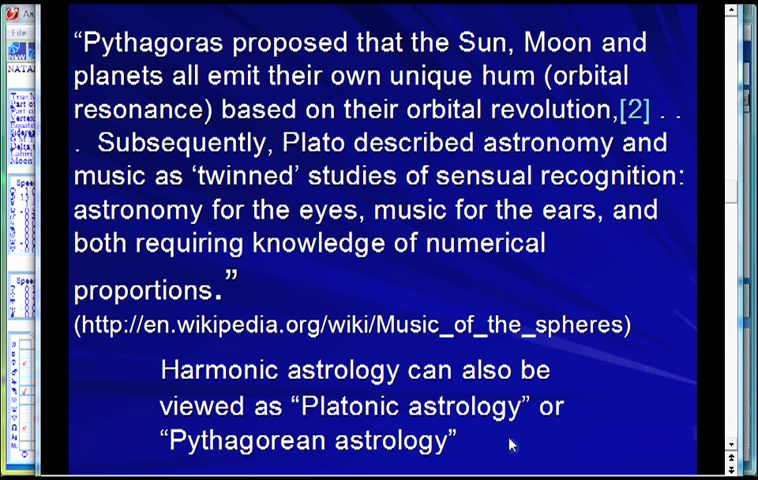 “Pythagoras proposed that the Sun, Moon and
planets all emit their own unique hum (orbital
resonance) based on their orbital revolution,[2] . .
. Subsequently, Plato described astronomy and
music as ‘twinned’ studies of sensual recognition:
astronomy for the eyes, music for the ears, and
both requiring knowledge of numerical
proportions.”
(http://en.wikipedia.org/wiki/Music_of_the_spheres)
Harmonic astrology can also be
viewed as “Platonic astrology” or
“Pythagorean astrology”